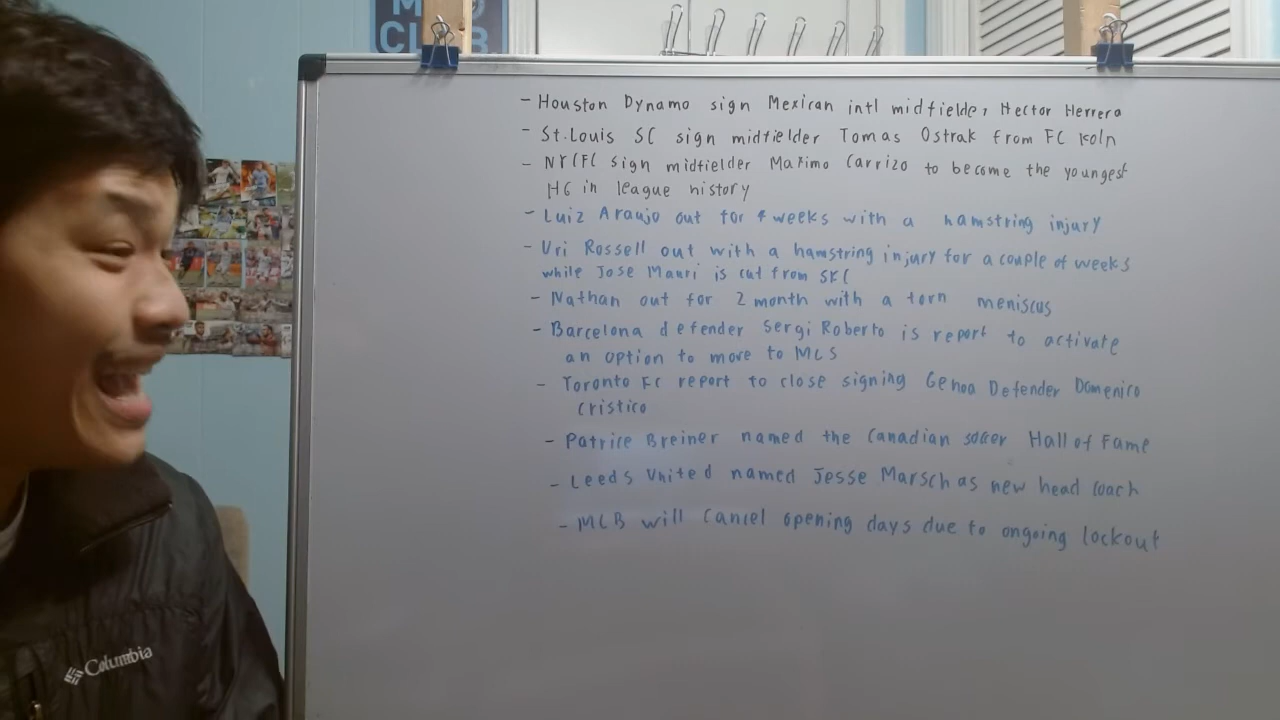 M
CL B
- Houston Dynamo sign Mexican intl midfielder, Hector Herrera
- St. Louis SC sign midfielder Tomas Ostrak from FC Koln
- NYCFC sign midfielder Maximo Carrizo to become the youngest
HG in league history
- Luiz Araujo out for 4 weeks with a hamstring injury
- Uri Rossell out with a hamstring injury for a couple of weeks
while Jose Mauri is cut from SKC
- Nathan out for 2 month with a torn meniscus
- Barcelona defender Sergi Roberto is report to activate
an option to move to MLS
- Toronto FC report to close signing Genoa Defender Domenico
Cristico
- Patrice Breiner named the Canadian soccer Hall of Fame
- Leeds United named Jesse Marsch as new head coach
- MLB will cancel opening days due to ongoing lockout
Columbia